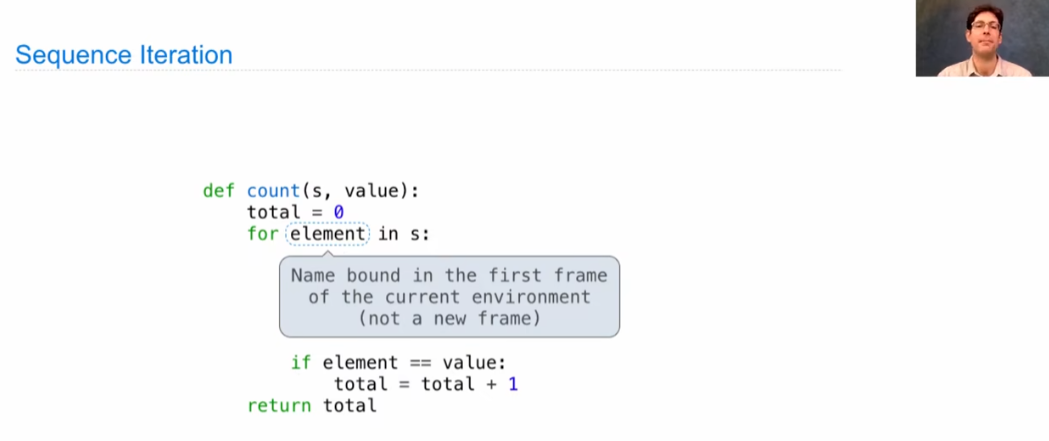 Sequence Iteration
def count(s, value):
    total = 0
    for element in s:
Name bound in the first frame
of the current environment
(not a new frame)
        if element == value:
            total = total + 1
    return total